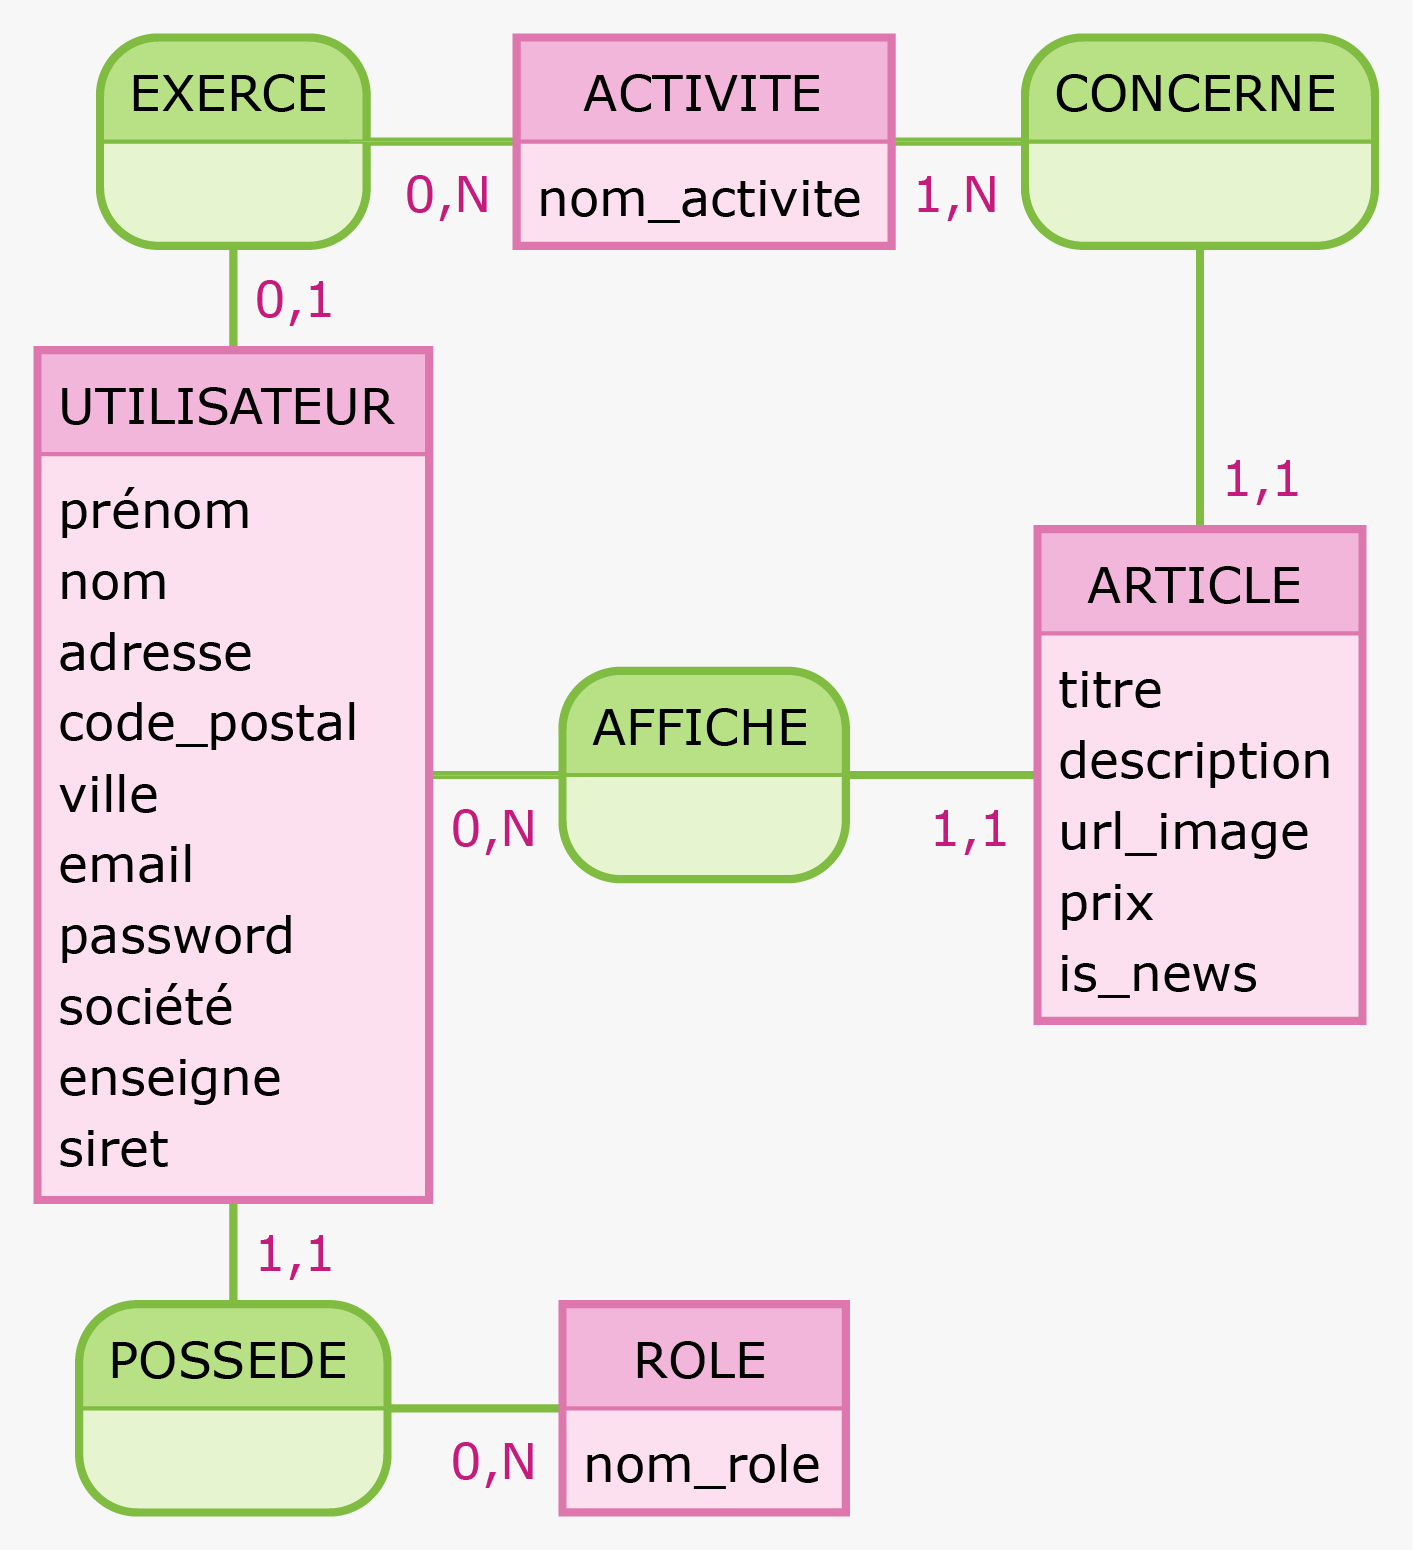 EXERCE
ACTIVITE
CONCERNE
nom_activite
0,N
1,N
0,1
UTILISATEUR
prénom
nom
adresse
code_postal
ville
email
password
société
enseigne
siret
1,1
ARTICLE
titre
description
url_image
prix
is_news
AFFICHE
0,N
1,1
1,1
POSSEDE
ROLE
0,N
nom_role